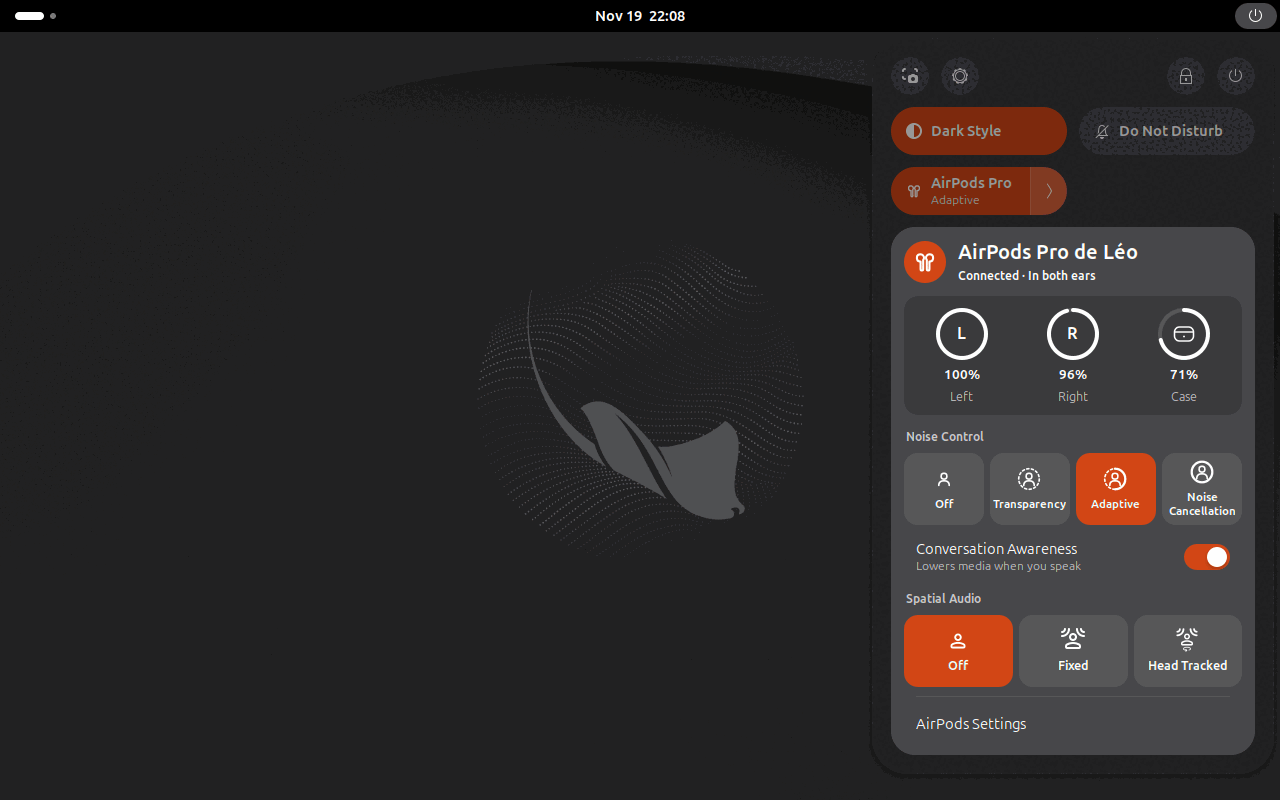 Nov 19 22:08
Dark Style
Do Not Disturb
AirPods Pro
Adaptive
AirPods Pro de Léo
Connected · In both ears
L
R
100%
96%
71%
Left
Right
Case
Noise Control
Off
Transparency
Adaptive
Noise
Cancellation
Conversation Awareness
Lowers media when you speak
Spatial Audio
Off
Fixed
Head Tracked
AirPods Settings